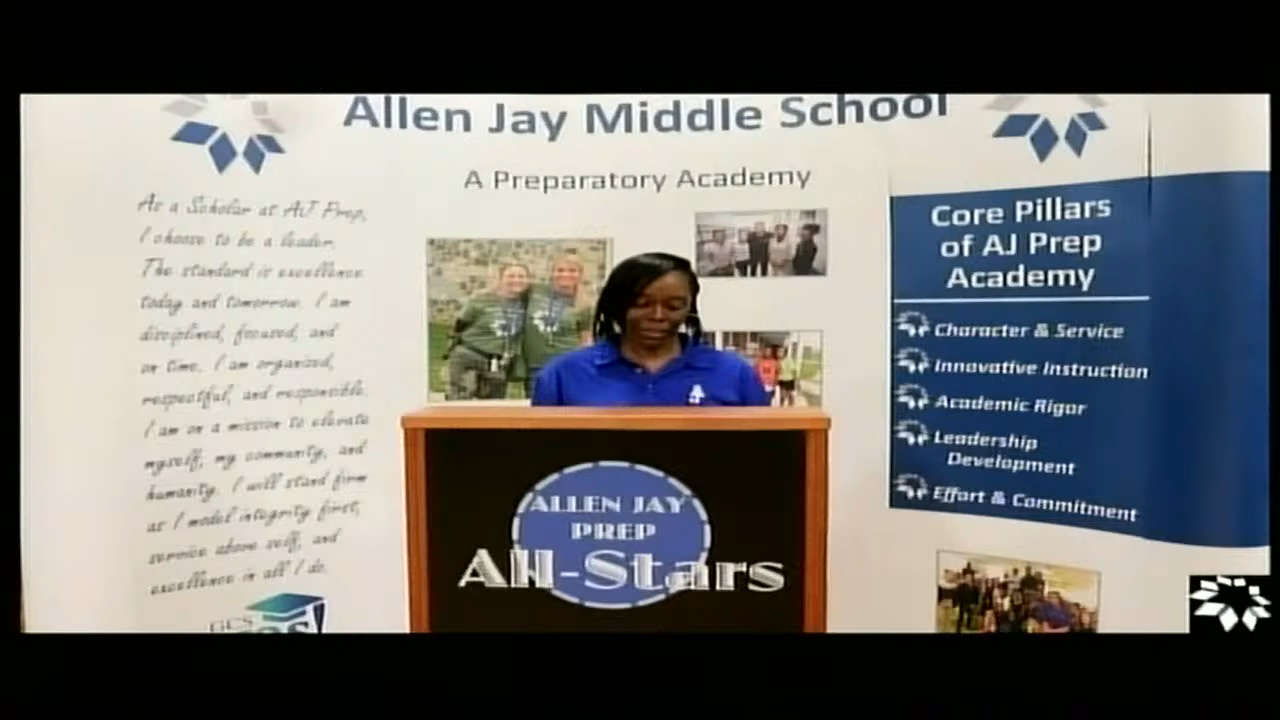 Allen Jay Middle School
A Preparatory Academy
As a Scholar at AJ Prep,
I choose to be a leader.
The standard is excellence
today and tomorrow. I am
disciplined, focused, and
on time. I am organized,
respectful, and responsible.
I am on a mission to elevate
myself, my community, and
humanity. I will stand firm
as I model integrity first,
service above self, and
excellence in all I do.
GCS
Core Pillars
of AJ Prep
Academy
Character & Service
Innovative Instruction
Academic Rigor
Leadership
Development
Effort & Commitment
ALLEN JAY
PREP
All-Stars